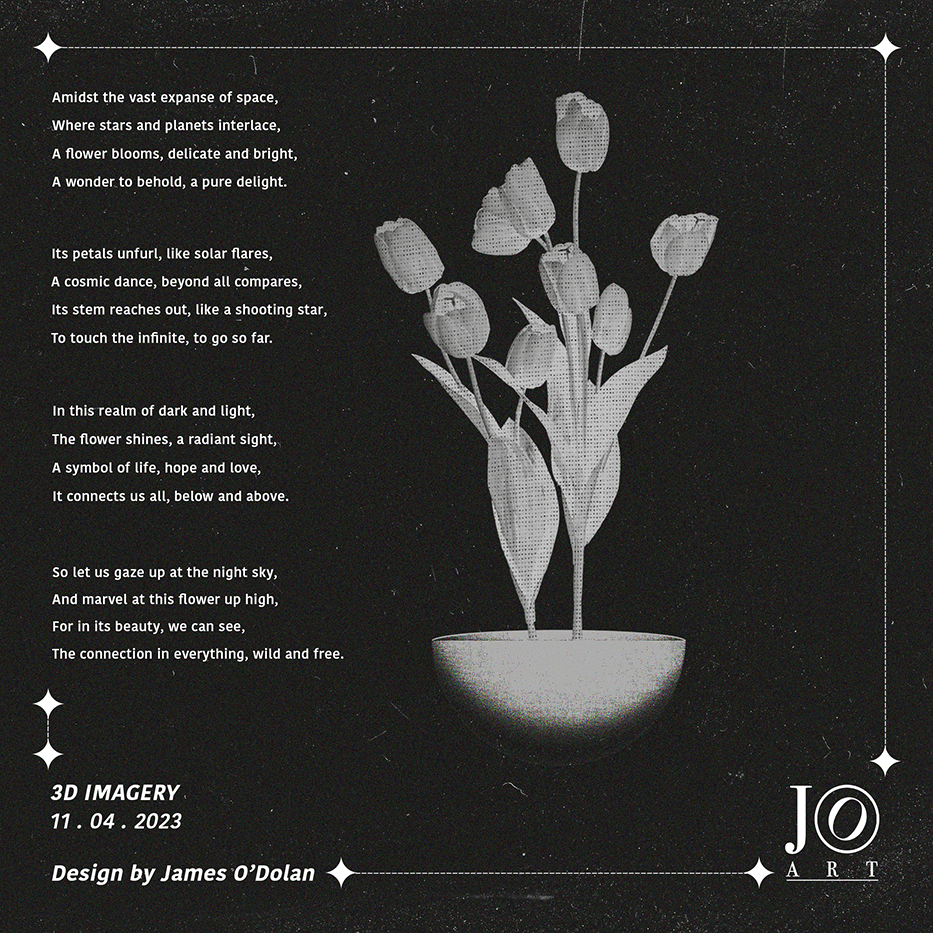 Amidst the vast expanse of space,
Where stars and planets interlace,
A flower blooms, delicate and bright,
A wonder to behold, a pure delight.
Its petals unfurl, like solar flares,
A cosmic dance, beyond all compares,
Its stem reaches out, like a shooting star,
To touch the infinite, to go so far.
In this realm of dark and light,
The flower shines, a radiant sight,
A symbol of life, hope and love,
It connects us all, below and above.
So let us gaze up at the night sky,
And marvel at this flower up high,
For in its beauty, we can see,
The connection in everything, wild and free.
3D IMAGERY
11 . 04 . 2023
Design by James O’Dolan
JO
ART